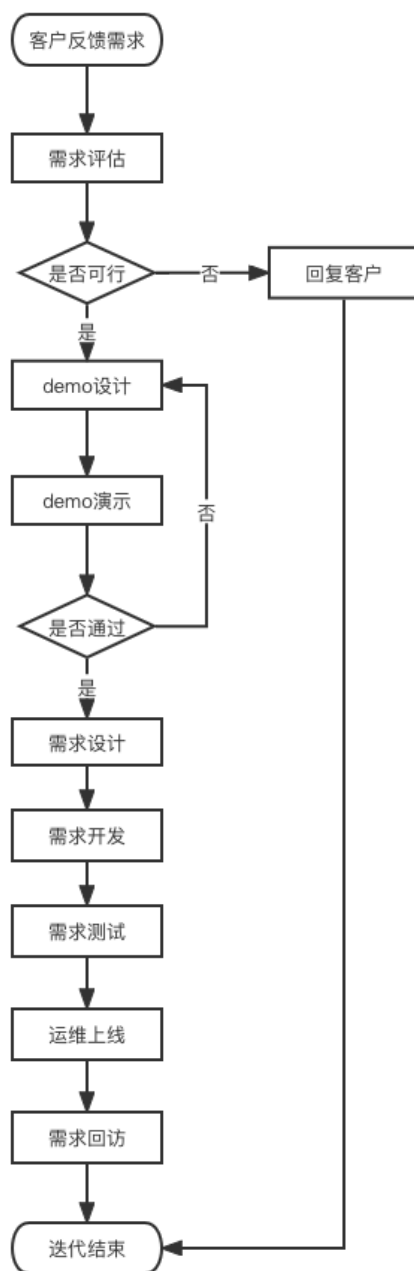 客户反馈需求
需求评估
是否可行
否
回复客户
是
demo设计
demo演示
否
是否通过
是
需求设计
需求开发
需求测试
运维上线
需求回访
迭代结束